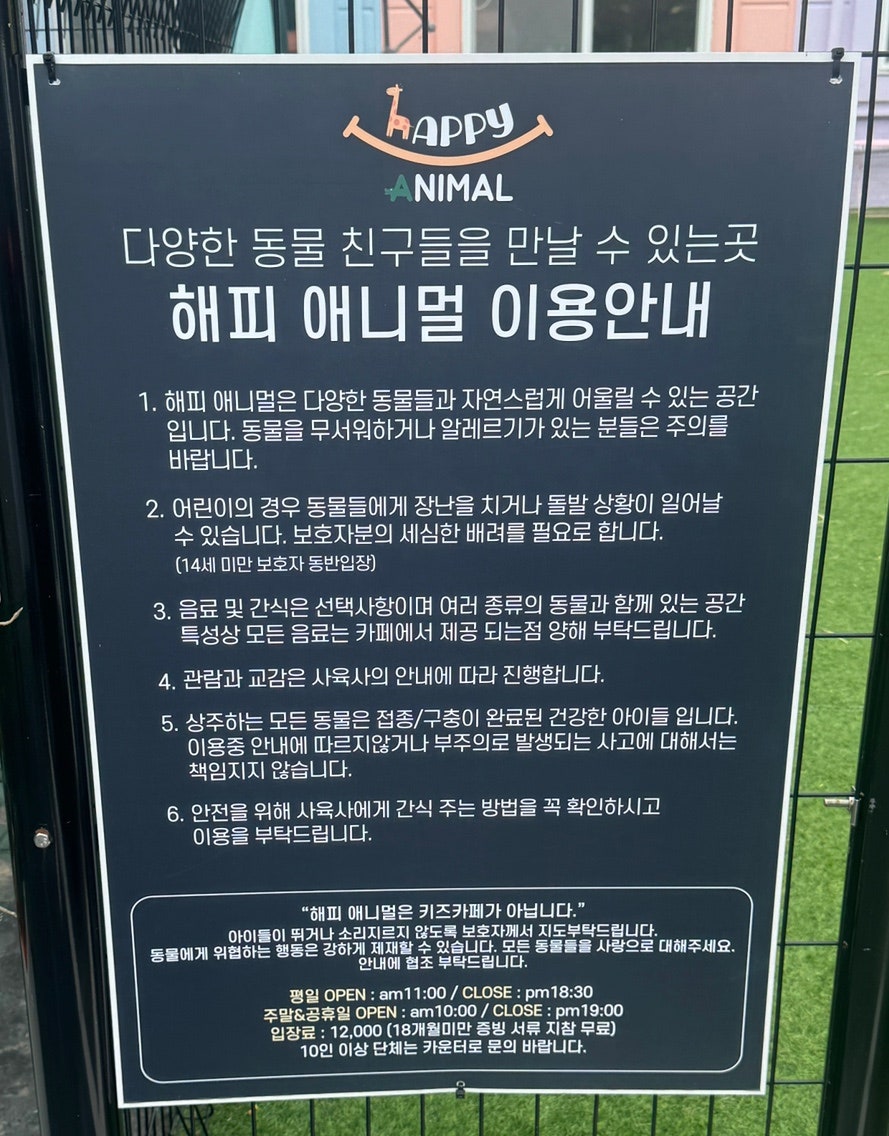 hAPPY
ANIMAL
다양한 동물 친구들을 만날 수 있는곳
해피 애니멀 이용안내
1. 해피 애니멀은 다양한 동물들과 자연스럽게 어울릴 수 있는 공간
입니다. 동물을 무서워하거나 알레르기가 있는 분들은 주의를
바랍니다.
2. 어린이의 경우 동물들에게 장난을 치거나 돌발 상황이 일어날
수 있습니다. 보호자분의 세심한 배려를 필요로 합니다.
(14세 미만 보호자 동반입장)
3. 음료 및 간식은 선택사항이며 여러 종류의 동물과 함께 있는 공간
특성상 모든 음료는 카페에서 제공 되는점 양해 부탁드립니다.
4. 관람과 교감은 사육사의 안내에 따라 진행합니다.
5. 상주하는 모든 동물은 접종/구충이 완료된 건강한 아이들 입니다.
이용중 안내에 따르지않거나 부주의로 발생되는 사고에 대해서는
책임지지 않습니다.
6. 안전을 위해 사육사에게 간식 주는 방법을 꼭 확인하시고
이용을 부탁드립니다.
“해피 애니멀은 키즈카페가 아닙니다.”
아이들이 뛰거나 소리지르지 않도록 보호자께서 지도부탁드립니다.
동물에게 위협하는 행동은 강하게 제재할 수 있습니다. 모든 동물들을 사랑으로 대해주세요.
안내에 협조 부탁드립니다.
평일 OPEN : am11:00 / CLOSE : pm18:30
주말&공휴일 OPEN : am10:00 / CLOSE : pm19:00
입장료 : 12,000 (18개월미만 증빙 서류 지참 무료)
10인 이상 단체는 카운터로 문의 바랍니다.